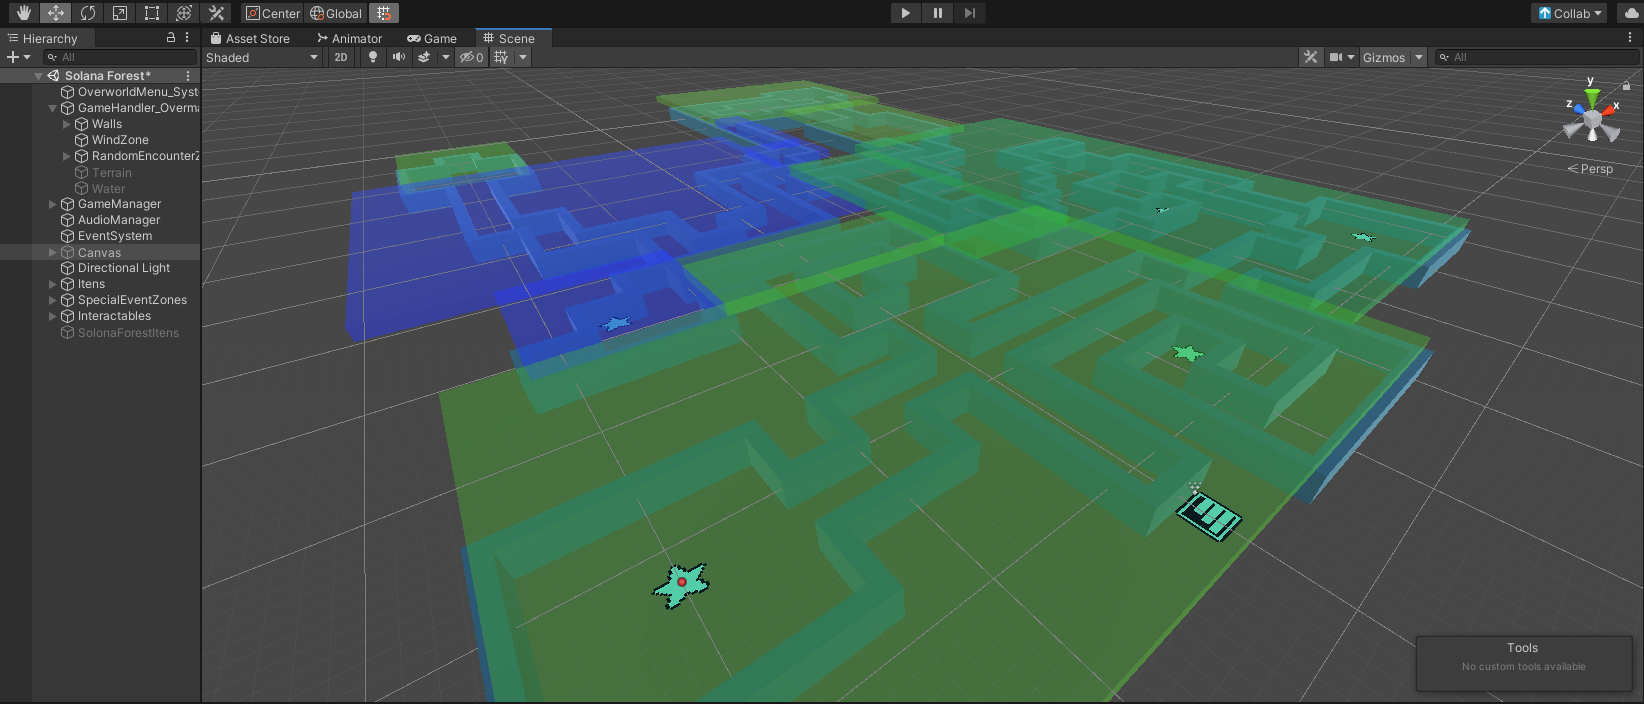 Center Global Collab
Hierarchy Asset Store Animator Game Scene
All Shaded 2D 0 Gizmos All
Solana Forest*
OverworldMenu_Syst
GameHandler_Overma
Walls
WindZone
RandomEncounterZ
Terrain
Water
GameManager
AudioManager
EventSystem
Canvas
Directional Light
Itens
SpecialEventZones
Interactables
SolonaForestItens
y
z x
Persp
Tools
No custom tools available